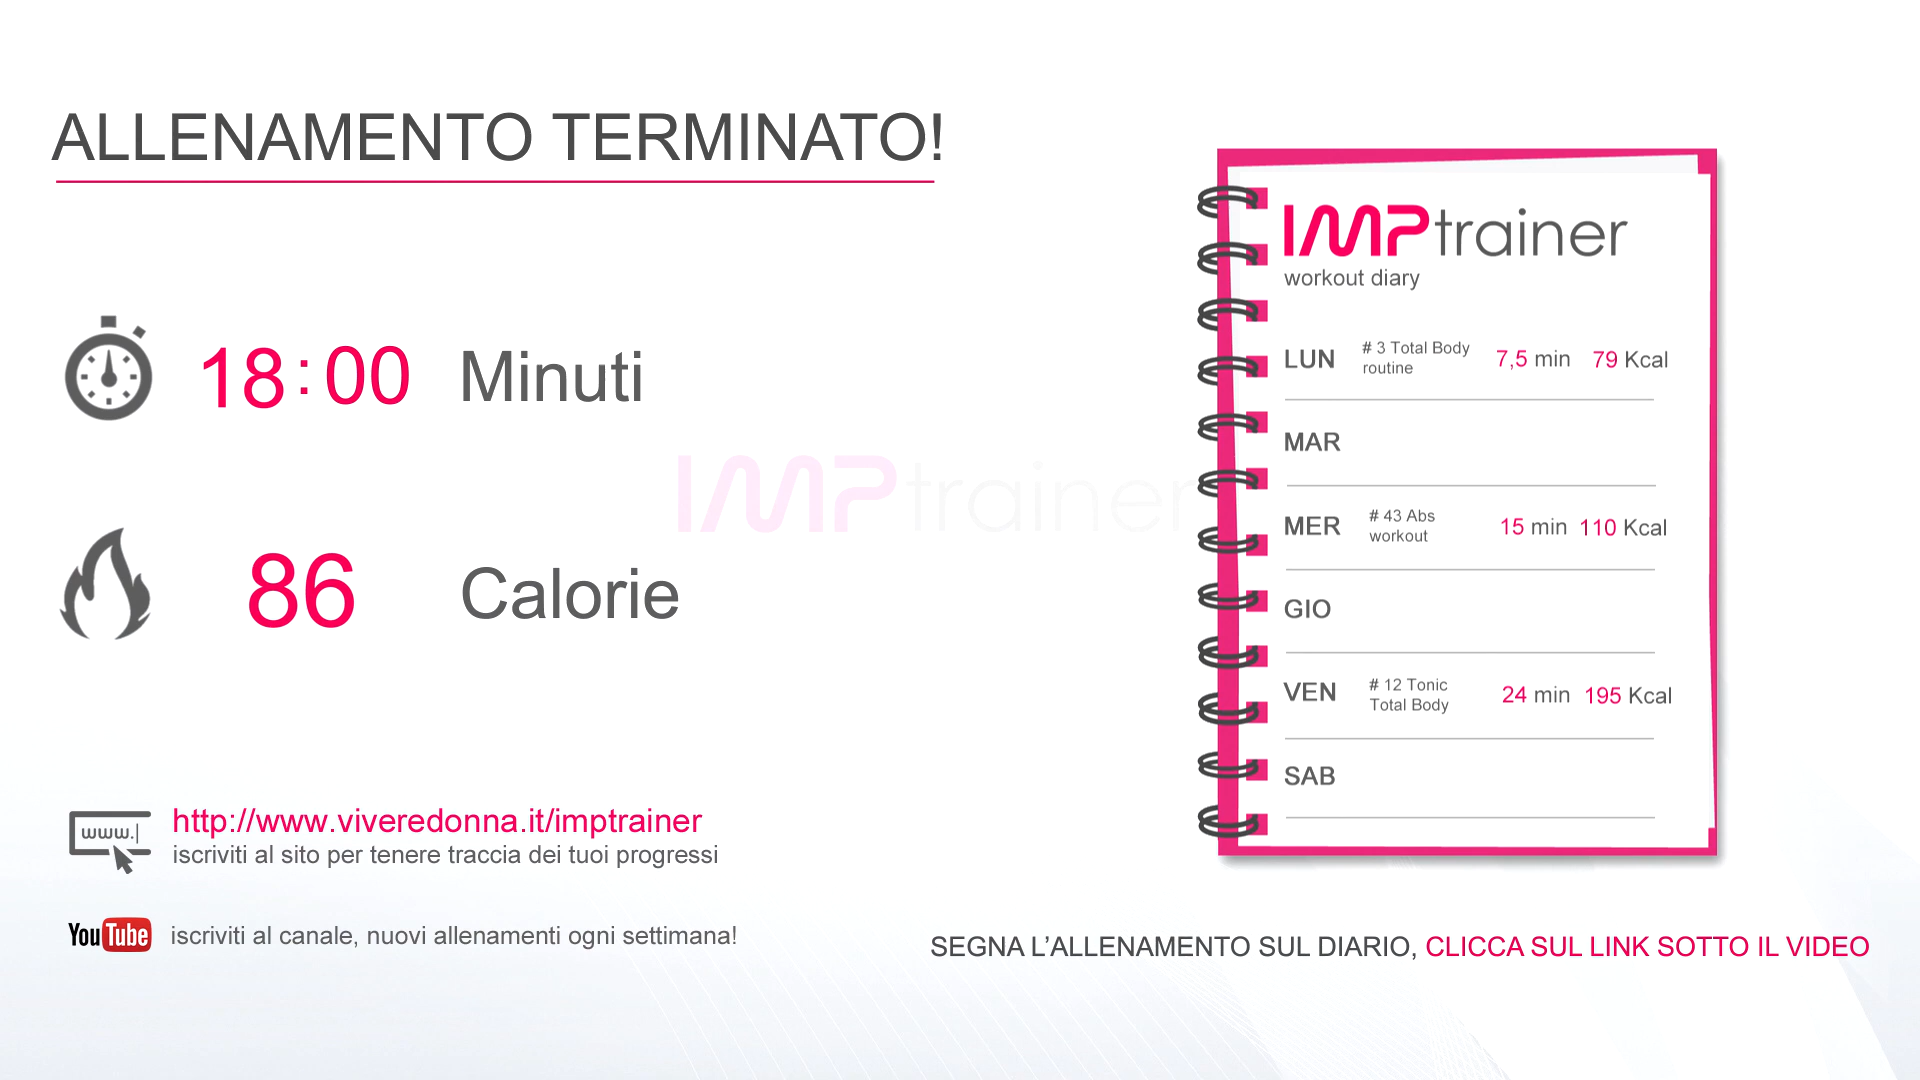 ALLENAMENTO TERMINATO!
18:00 Minuti
86 Calorie
www.
http://www.viveredonna.it/imptrainer
iscriviti al sito per tenere traccia dei tuoi progressi
YouTube iscriviti al canale, nuovi allenamenti ogni settimana!
IMPtrainer
IMPtrainer
workout diary
LUN # 3 Total Body routine 7,5 min 79 Kcal
MAR
MER # 43 Abs workout 15 min 110 Kcal
GIO
VEN # 12 Tonic Total Body 24 min 195 Kcal
SAB
SEGNA L’ALLENAMENTO SUL DIARIO, CLICCA SUL LINK SOTTO IL VIDEO